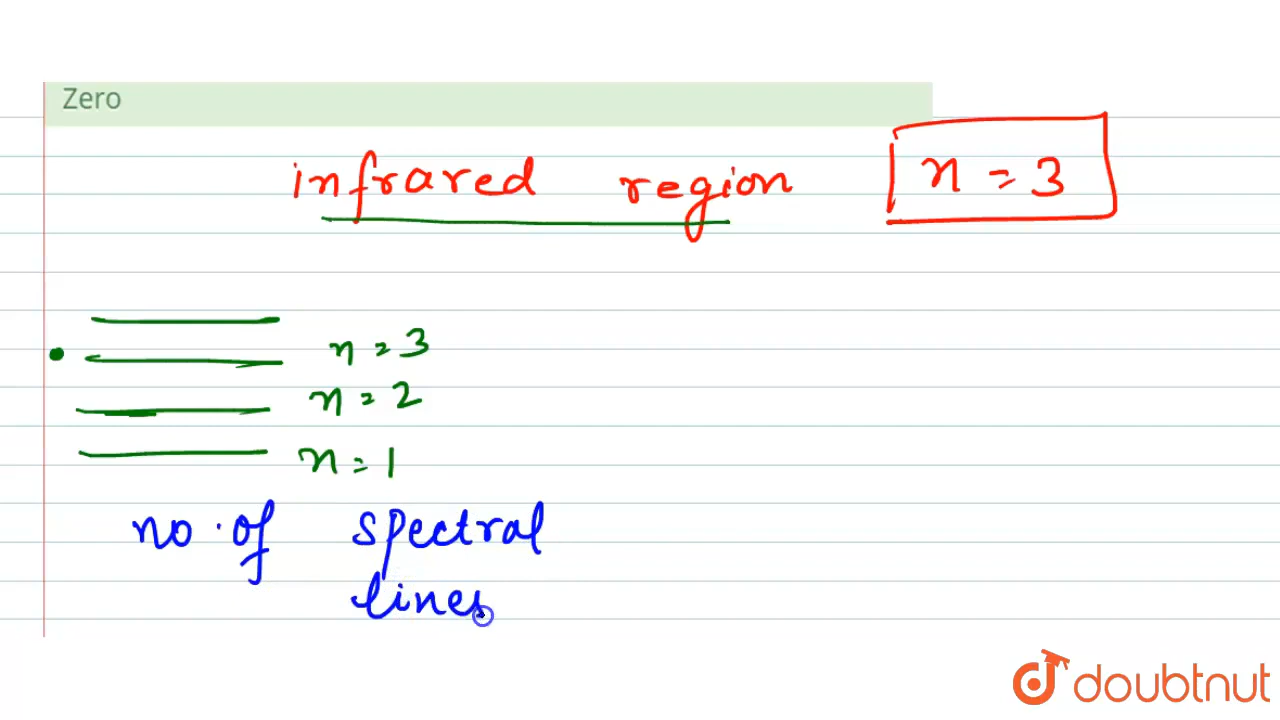 Zero
infrared region n = 3
n = 3
n = 2
n = 1
no. of spectral
lines
doubtnut